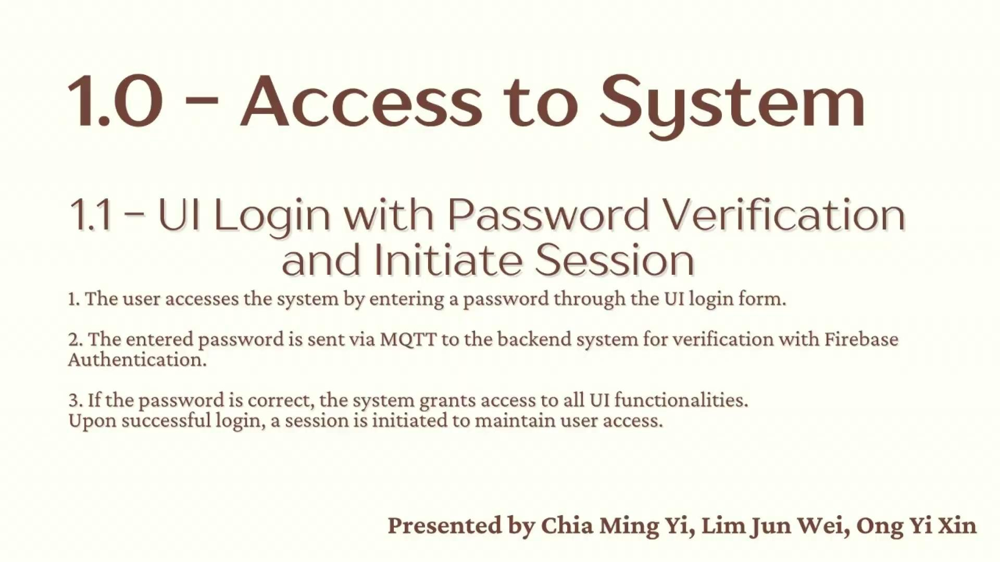 1.0 – Access to System
1.1 – UI Login with Password Verification
and Initiate Session
1. The user accesses the system by entering a password through the UI login form.
2. The entered password is sent via MQTT to the backend system for verification with Firebase
Authentication.
3. If the password is correct, the system grants access to all UI functionalities.
Upon successful login, a session is initiated to maintain user access.
Presented by Chia Ming Yi, Lim Jun Wei, Ong Yi Xin